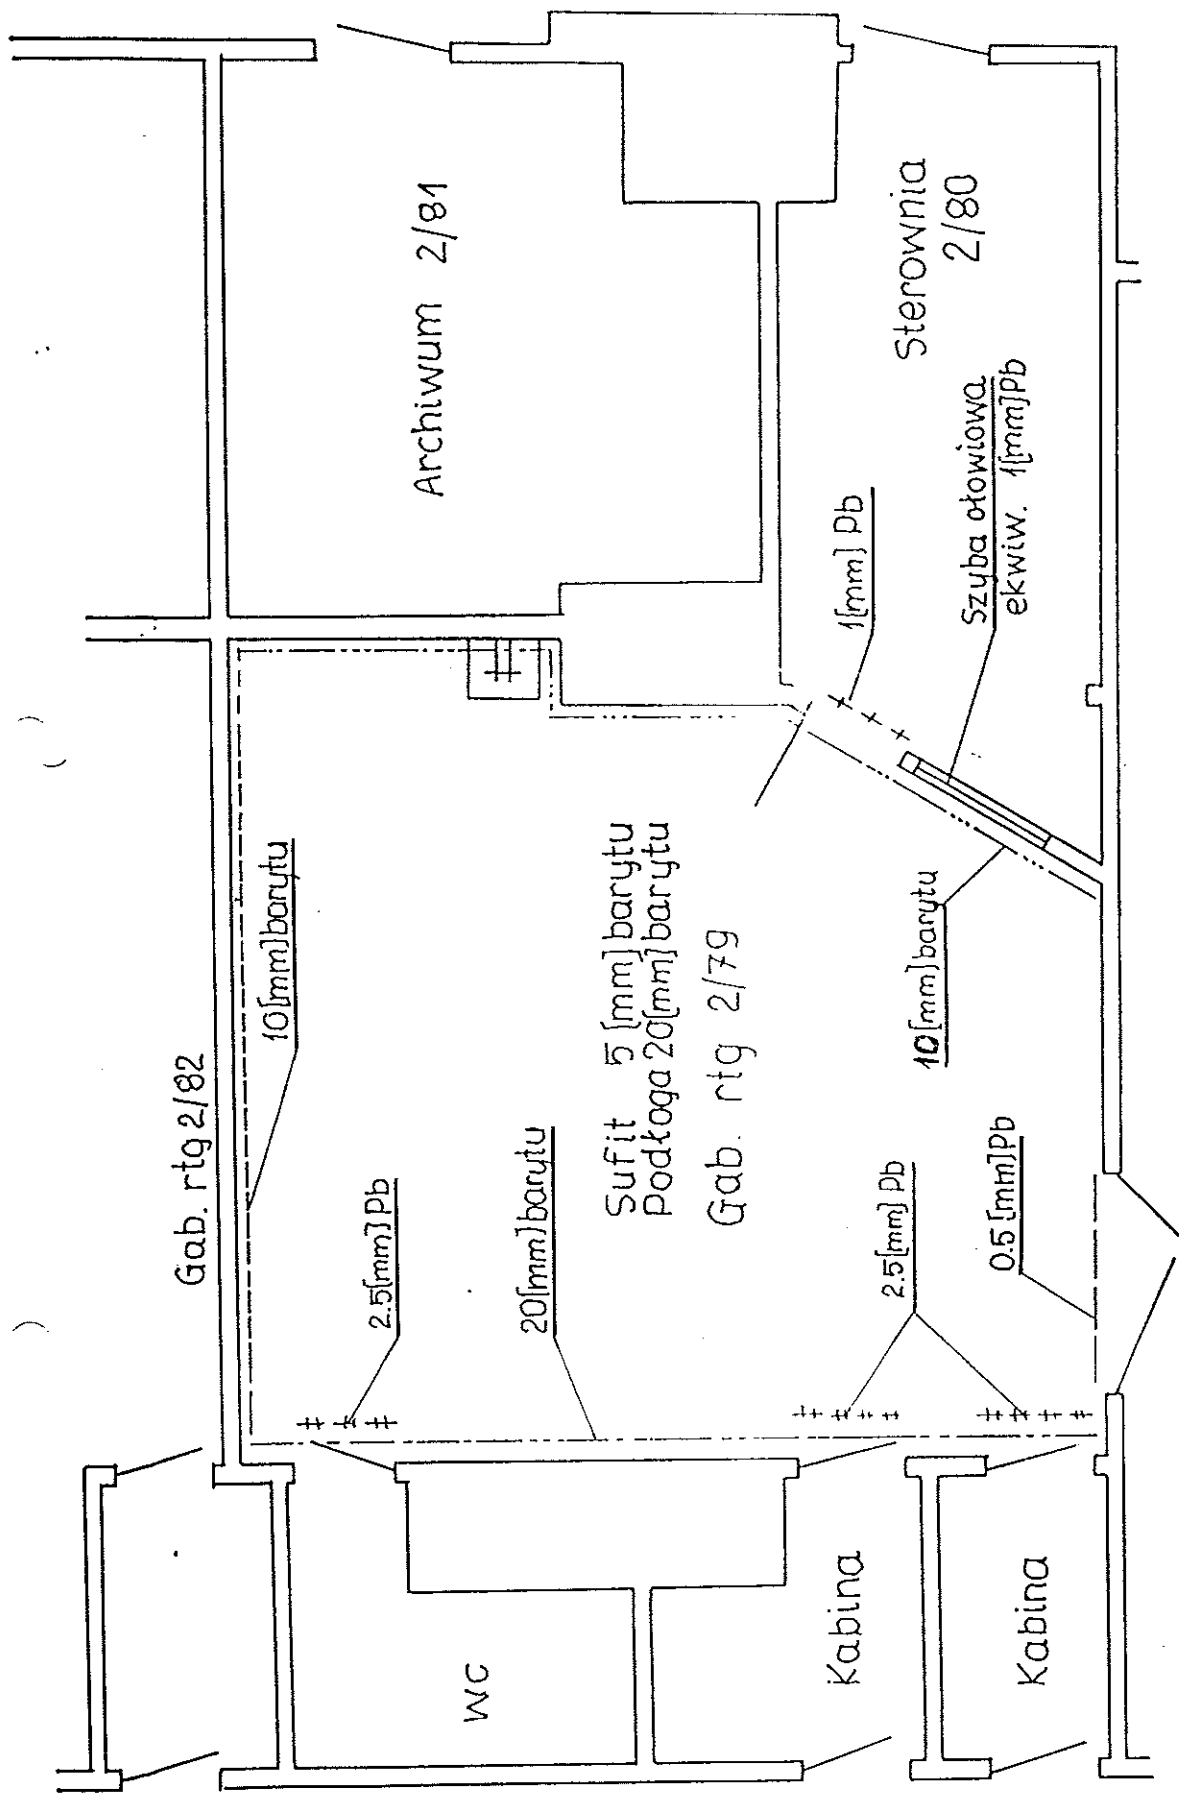 Gab. rtg 2/82
10[mm]barytu
Archiwum 2/81
2.5[mm]Pb
20[mm]barytu
Sufit 5 [mm]barytu
Podłoga 20[mm]barytu
Gab. rtg 2/79
1[mm] Pb
Sterownia
2/80
Szyba ołowiowa
ekwiw. 1[mm]Pb
10[mm]barytu
2.5[mm] Pb
0.5[mm]Pb
WC
Kabina
Kabina